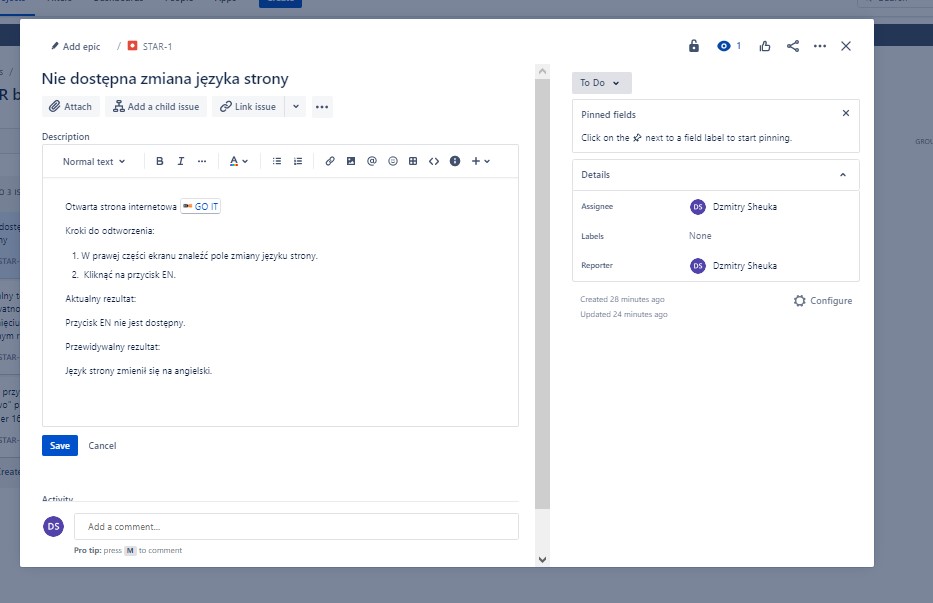 Create
Search
Add epic / STAR-1
1
Nie dostępna zmiana języka strony
Attach
Add a child issue
Link issue
Description
Normal text
B I A
Otwarta strona internetowa GO IT
Kroki do odtworzenia:
1. W prawej części ekranu znaleźć pole zmiany języku strony.
2. Kliknąć na przycisk EN.
Aktualny rezultat:
Przycisk EN nie jest dostępny.
Przewidywalny rezultat:
Język strony zmienił się na angielski.
Save
Cancel
Activity
DS
Add a comment...
Pro tip: press M to comment
To Do
Pinned fields
Click on the next to a field label to start pinning.
Details
Assignee
DS Dzmitry Sheuka
Labels
None
Reporter
DS Dzmitry Sheuka
Created 28 minutes ago
Updated 24 minutes ago
Configure